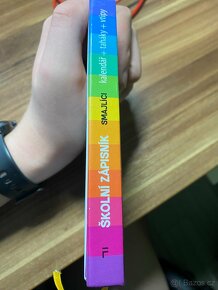 ŠKOLNÍ ZÁPISNÍK
SMAJLÍCI
kalendář + taháky + vtipy
Bazos.cz